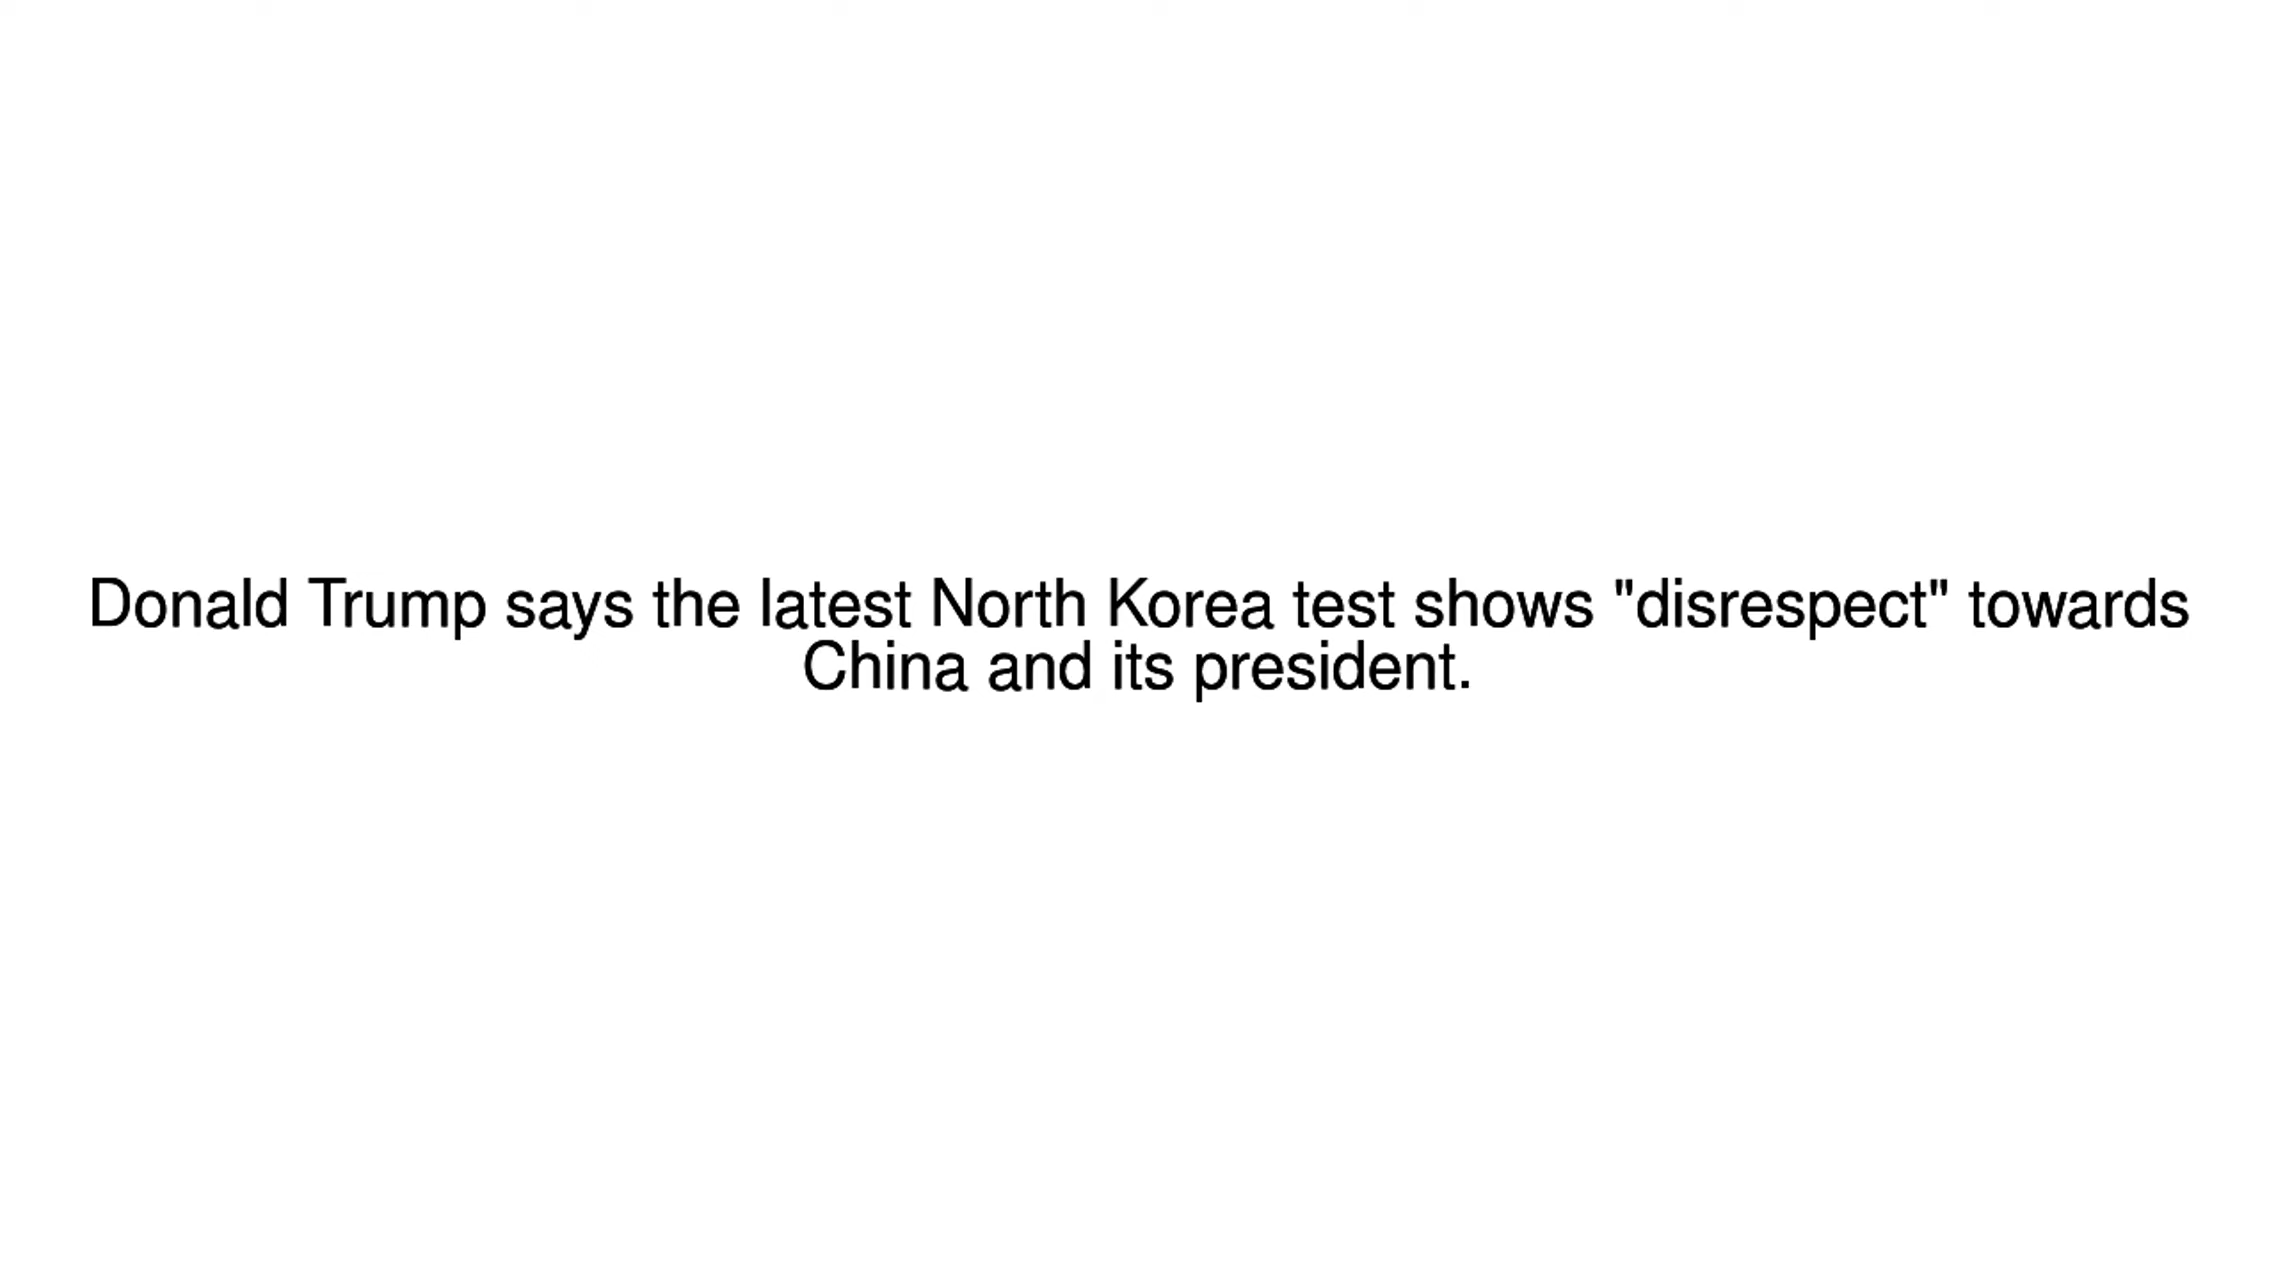 Donald Trump says the latest North Korea test shows "disrespect" towards
China and its president.